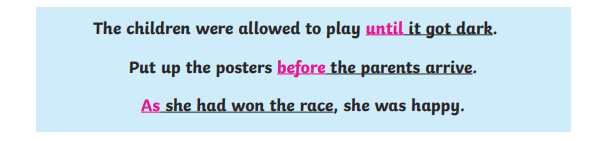 The children were allowed to play until it got dark.
Put up the posters before the parents arrive.
As she had won the race, she was happy.